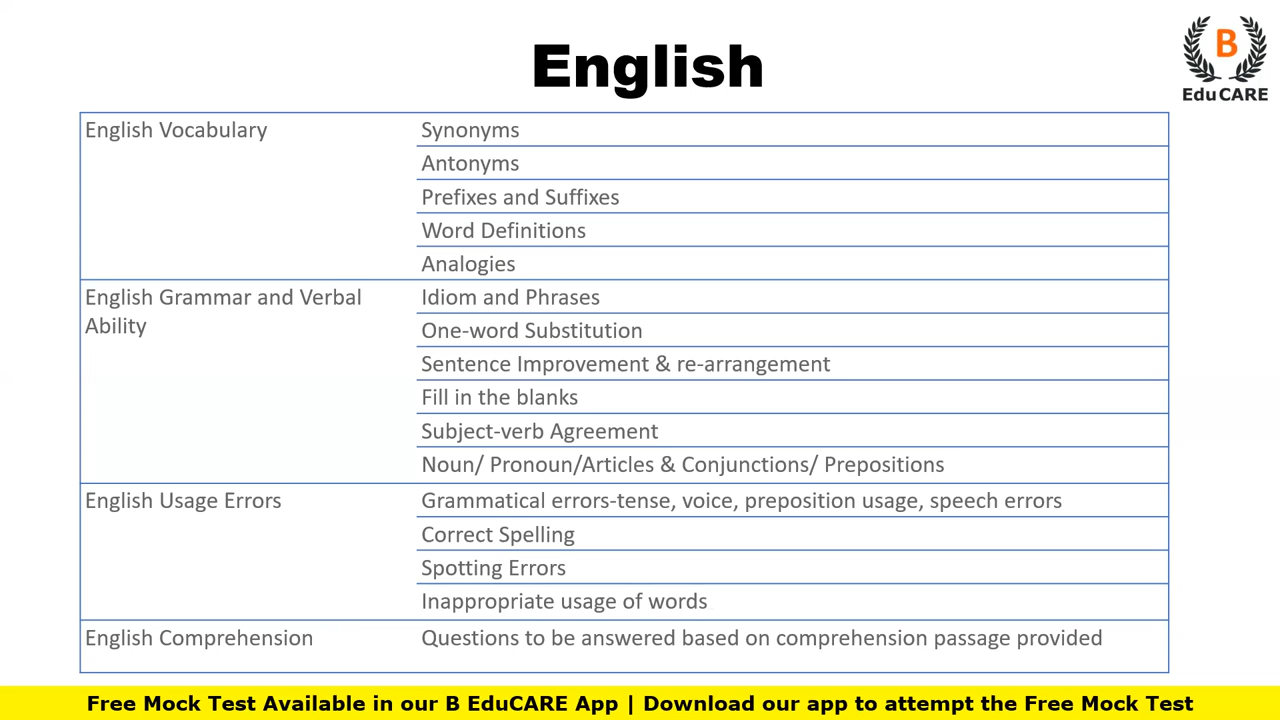 English
B
EduCARE
English Vocabulary
Synonyms
Antonyms
Prefixes and Suffixes
Word Definitions
Analogies
English Grammar and Verbal
Ability
Idiom and Phrases
One-word Substitution
Sentence Improvement & re-arrangement
Fill in the blanks
Subject-verb Agreement
Noun/ Pronoun/Articles & Conjunctions/ Prepositions
English Usage Errors
Grammatical errors-tense, voice, preposition usage, speech errors
Correct Spelling
Spotting Errors
Inappropriate usage of words
English Comprehension
Questions to be answered based on comprehension passage provided
Free Mock Test Available in our B EduCARE App | Download our app to attempt the Free Mock Test